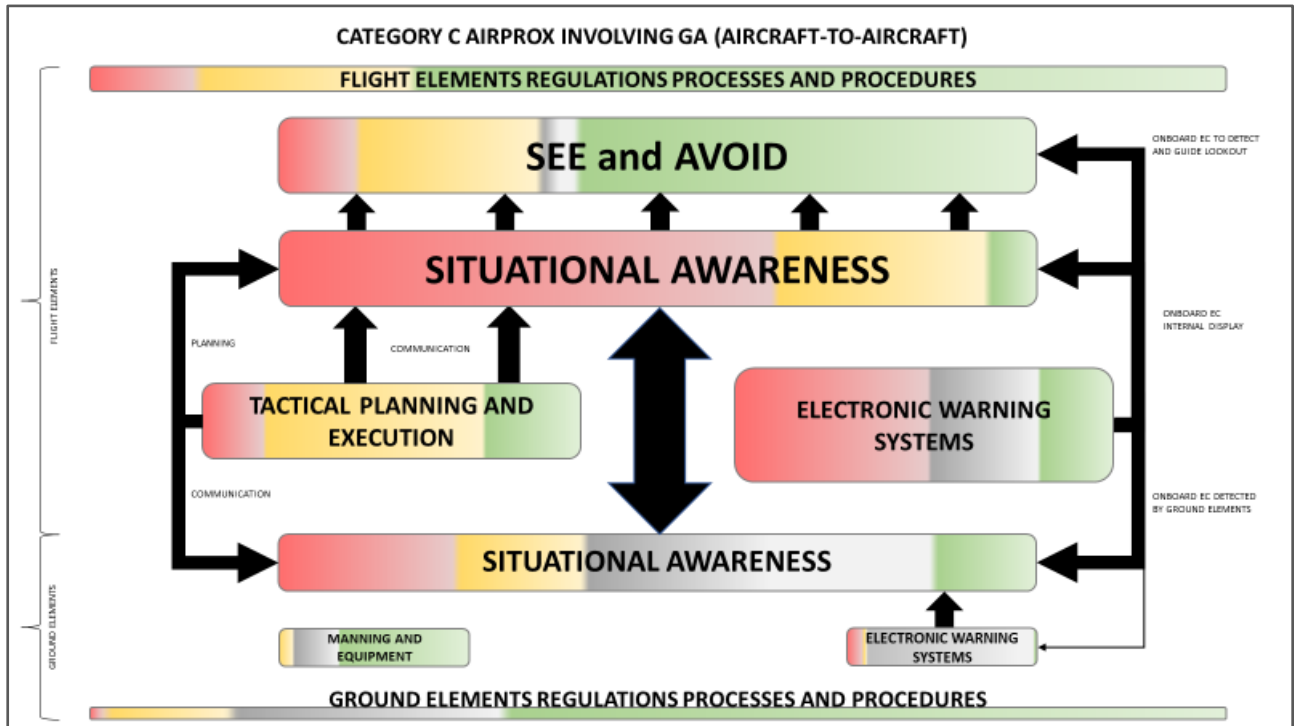 CATEGORY C AIRPROX INVOLVING GA (AIRCRAFT-TO-AIRCRAFT)
FLIGHT ELEMENTS REGULATIONS PROCESSES AND PROCEDURES
SEE and AVOID
ONBOARD EC TO DETECT
AND GUIDE LOOKOUT
SITUATIONAL AWARENESS
FLIGHT ELEMENTS
PLANNING
COMMUNICATION
ONBOARD EC
INTERNAL DISPLAY
TACTICAL PLANNING AND
EXECUTION
ELECTRONIC WARNING
SYSTEMS
COMMUNICATION
ONBOARD EC DETECTED
BY GROUND ELEMENTS
SITUATIONAL AWARENESS
GROUND ELEMENTS
MANNING AND
EQUIPMENT
ELECTRONIC WARNING
SYSTEMS
GROUND ELEMENTS REGULATIONS PROCESSES AND PROCEDURES